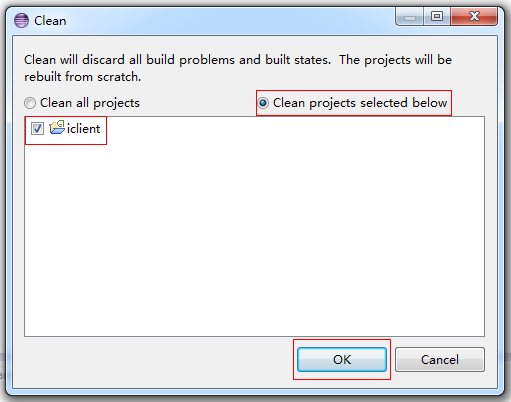 Clean
Clean will discard all build problems and built states. The projects will be
rebuilt from scratch.
Clean all projects
Clean projects selected below
iclient
OK
Cancel